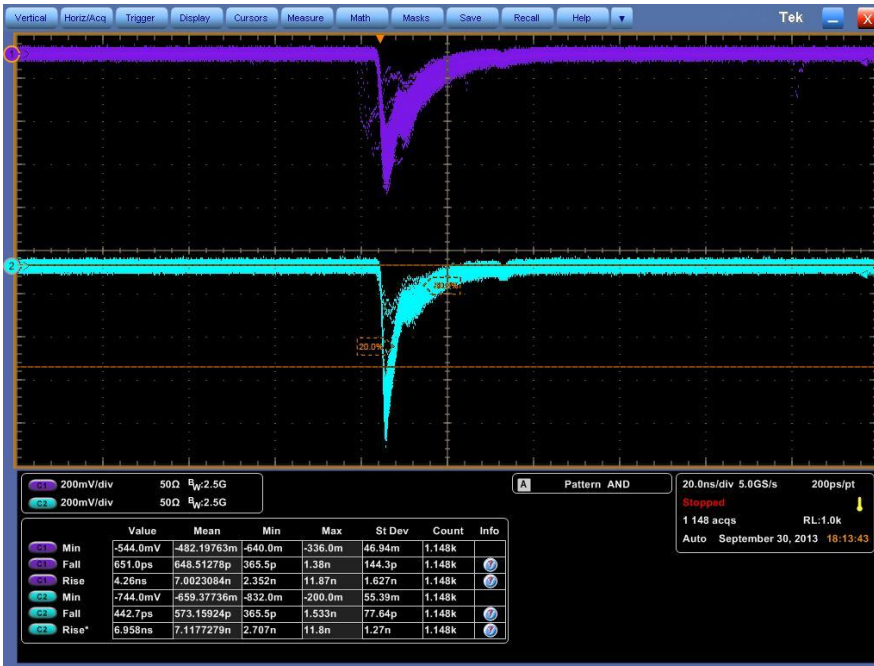 Vertical Horiz/Acq Trigger Display Cursors Measure Math Masks Save Recall Help Tek X
1
2
20.0%
C1 200mV/div 50Ω BW:2.5G
C2 200mV/div 50Ω BW:2.5G
A Pattern AND
20.0ns/div 5.0GS/s 200ps/pt
Stopped
1 148 acqs RL:1.0k
Auto September 30, 2013 18:13:43
Value Mean Min Max St Dev Count Info
C1 Min -544.0mV -482.19763m -640.0m -336.0m 46.94m 1.148k
C1 Fall 651.0ps 648.51278p 365.5p 1.38n 144.3p 1.148k
C1 Rise 4.26ns 7.0023084n 2.352n 11.87n 1.627n 1.148k
C2 Min -744.0mV -659.37736m -832.0m -200.0m 55.39m 1.148k
C2 Fall 442.7ps 573.15924p 365.5p 1.533n 77.64p 1.148k
C2 Rise* 6.958ns 7.1177279n 2.707n 11.8n 1.27n 1.148k